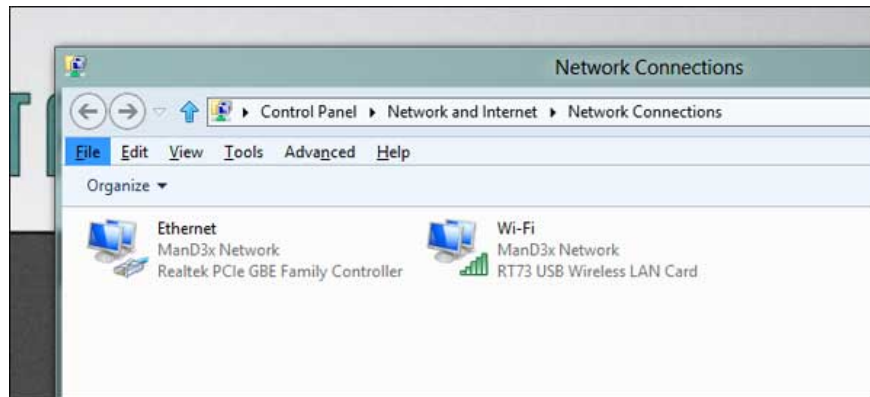 Network Connections
Control Panel Network and Internet Network Connections
File Edit View Tools Advanced Help
Organize
Ethernet
ManD3x Network
Realtek PCIe GBE Family Controller
Wi-Fi
ManD3x Network
RT73 USB Wireless LAN Card